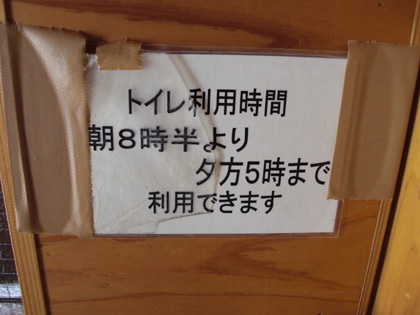 トイレ利用時間
朝8時半より
夕方5時まで
利用できます